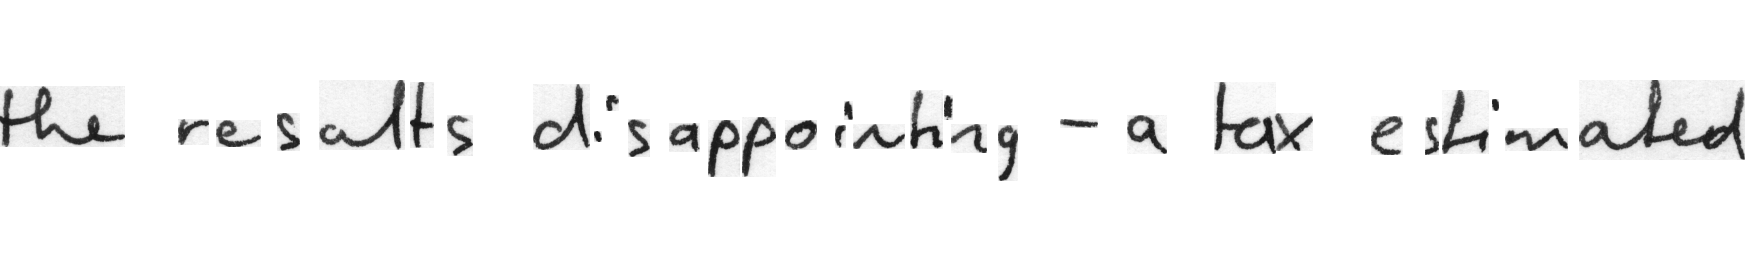 the results disappointing - a tax estimated